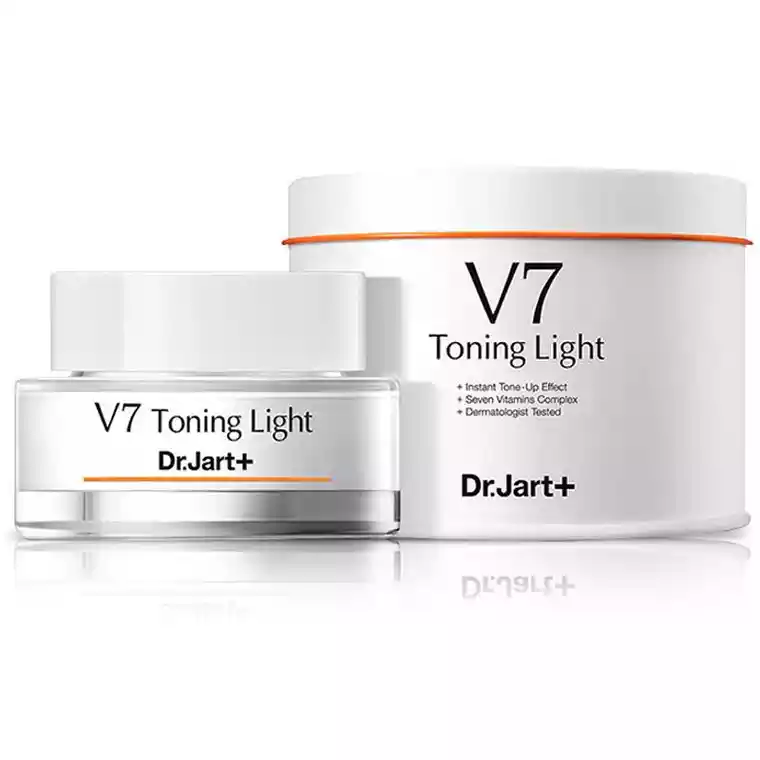 V7 Toning Light
Dr.Jart+
V7
Toning Light
+ Instant Tone-Up Effect
+ Seven Vitamins Complex
+ Dermatologist Tested
Dr.Jart+